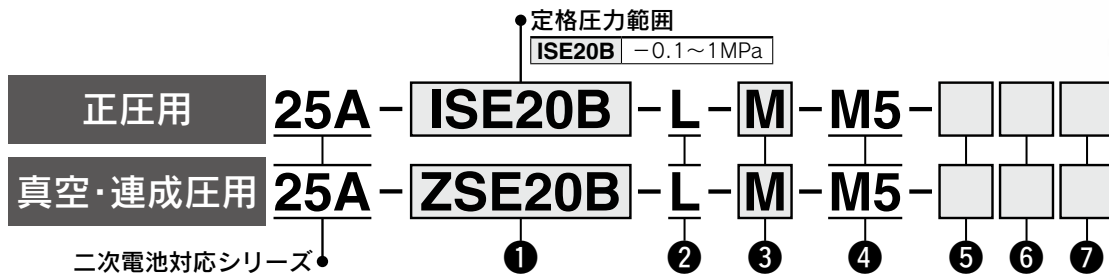 定格圧力範囲
ISE20B －0.1〜1MPa
正圧用 25A－ISE20B－L－M－M5－
真空・連成圧用 25A－ZSE20B－L－M－M5－
二次電池対応シリーズ ❶ ❷ ❸ ❹ ❺ ❻ ❼